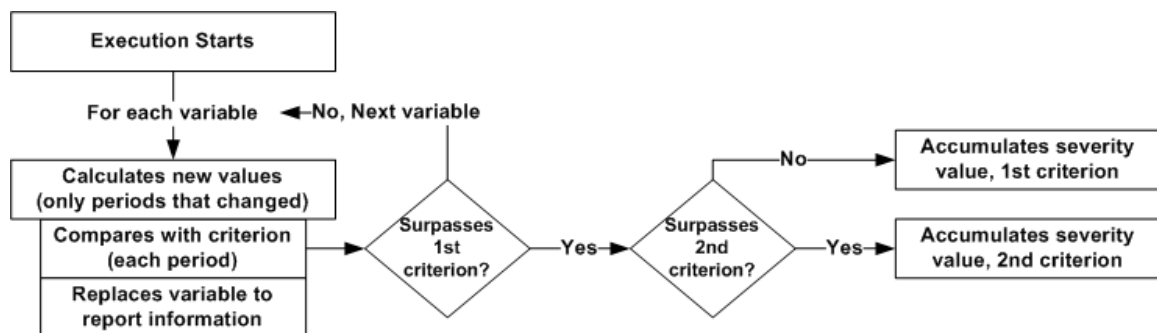 Execution Starts
For each variable
No, Next variable
Calculates new values
(only periods that changed)
Compares with criterion
(each period)
Replaces variable to
report information
Surpasses
1st
criterion?
Yes
Surpasses
2nd
criterion?
No
Accumulates severity
value, 1st criterion
Yes
Accumulates severity
value, 2nd criterion